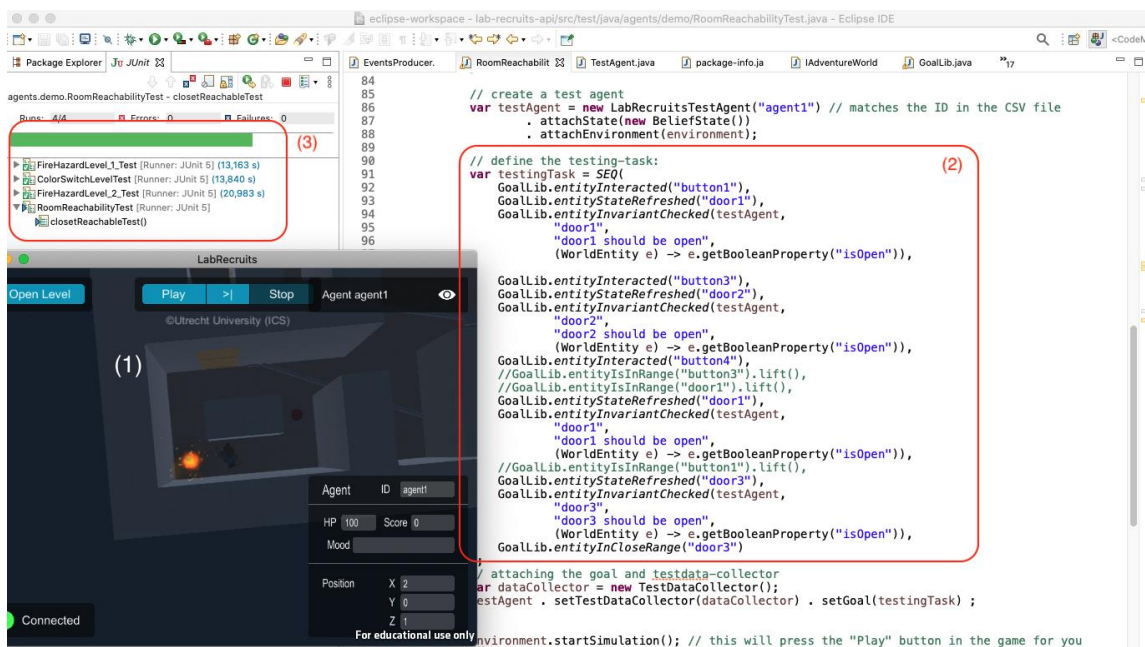 eclipse-workspace - lab-recruits-api/src/test/java/agents/demo/RoomReachabilityTest.java - Eclipse IDE
<CodeM
Package Explorer
JUnit
EventsProducer.
RoomReachabilit
TestAgent.java
package-info.ja
IAdventureWorld
GoalLib.java
»17
agents.demo.RoomReachabilityTest - closetReachableTest
Runs: 4/4
Errors: 0
Failures: 0
(3)
FireHazardLevel_1_Test [Runner: JUnit 5] (13,163 s)
ColorSwitchLevelTest [Runner: JUnit 5] (13,840 s)
FireHazardLevel_2_Test [Runner: JUnit 5] (20,983 s)
RoomReachabilityTest [Runner: JUnit 5]
closetReachableTest()
84
85 // create a test agent
86 var testAgent = new LabRecruitsTestAgent("agent1") // matches the ID in the CSV file
87 . attachState(new BeliefState())
88 . attachEnvironment(environment);
89
90 // define the testing-task:
(2)
91 var testingTask = SEQ(
92 GoalLib.entityInteracted("button1"),
93 GoalLib.entityStateRefreshed("door1"),
94 GoalLib.entityInvariantChecked(testAgent,
95 "door1",
96 "door1 should be open",
(WorldEntity e) -> e.getBooleanProperty("isOpen")),
GoalLib.entityInteracted("button3"),
GoalLib.entityStateRefreshed("door2"),
GoalLib.entityInvariantChecked(testAgent,
"door2",
"door2 should be open",
(WorldEntity e) -> e.getBooleanProperty("isOpen")),
GoalLib.entityInteracted("button4"),
//GoalLib.entityIsInRange("button3").lift(),
//GoalLib.entityIsInRange("door1").lift(),
GoalLib.entityStateRefreshed("door1"),
GoalLib.entityInvariantChecked(testAgent,
"door1",
"door1 should be open",
(WorldEntity e) -> e.getBooleanProperty("isOpen")),
//GoalLib.entityIsInRange("button1").lift(),
GoalLib.entityStateRefreshed("door3"),
GoalLib.entityInvariantChecked(testAgent,
"door3",
"door3 should be open",
(WorldEntity e) -> e.getBooleanProperty("isOpen")),
GoalLib.entityInCloseRange("door3")
;
/ attaching the goal and testdata-collector
ar dataCollector = new TestDataCollector();
estAgent . setTestDataCollector(dataCollector) . setGoal(testingTask) ;
nvironment.startSimulation(); // this will press the "Play" button in the game for you
LabRecruits
Open Level
Play
>|
Stop
Agent agent1
©Utrecht University (ICS)
(1)
Agent ID agent1
HP 100 Score 0
Mood
Position X 2
Y 0
Z 1
Connected
For educational use only